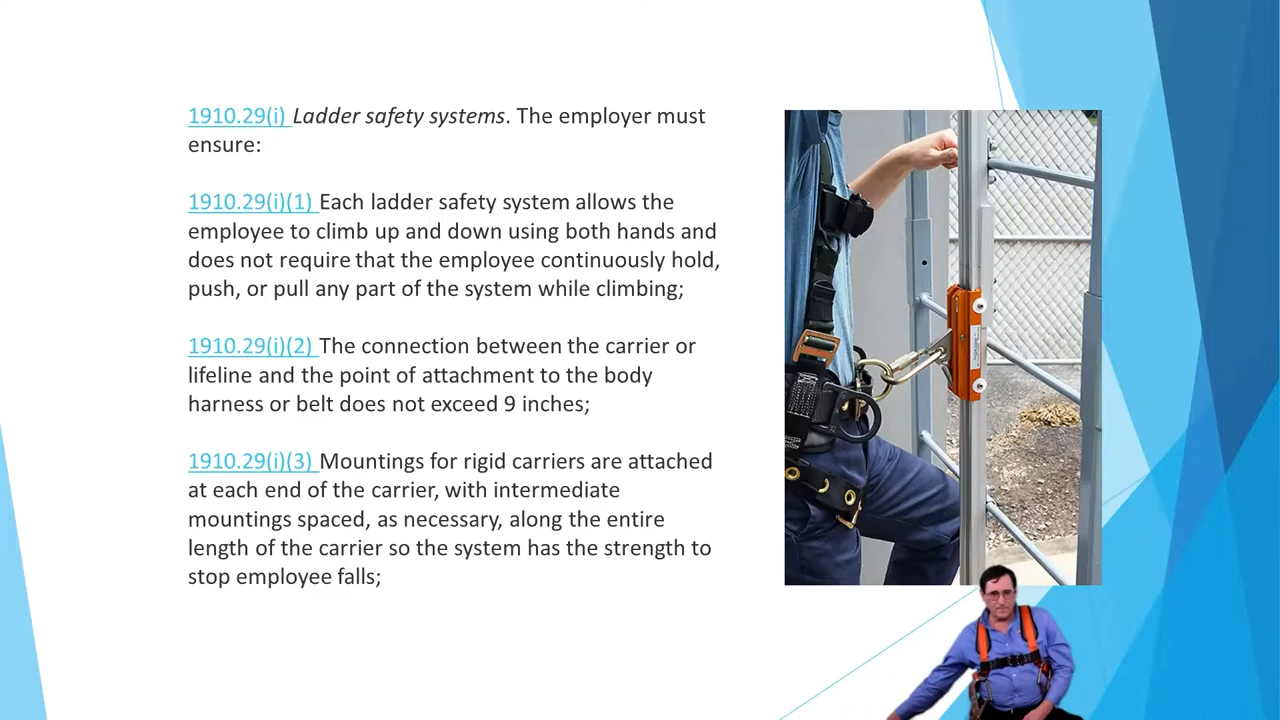 1910.29(i) Ladder safety systems. The employer must
ensure:
1910.29(i)(1) Each ladder safety system allows the
employee to climb up and down using both hands and
does not require that the employee continuously hold,
push, or pull any part of the system while climbing;
1910.29(i)(2) The connection between the carrier or
lifeline and the point of attachment to the body
harness or belt does not exceed 9 inches;
1910.29(i)(3) Mountings for rigid carriers are attached
at each end of the carrier, with intermediate
mountings spaced, as necessary, along the entire
length of the carrier so the system has the strength to
stop employee falls;